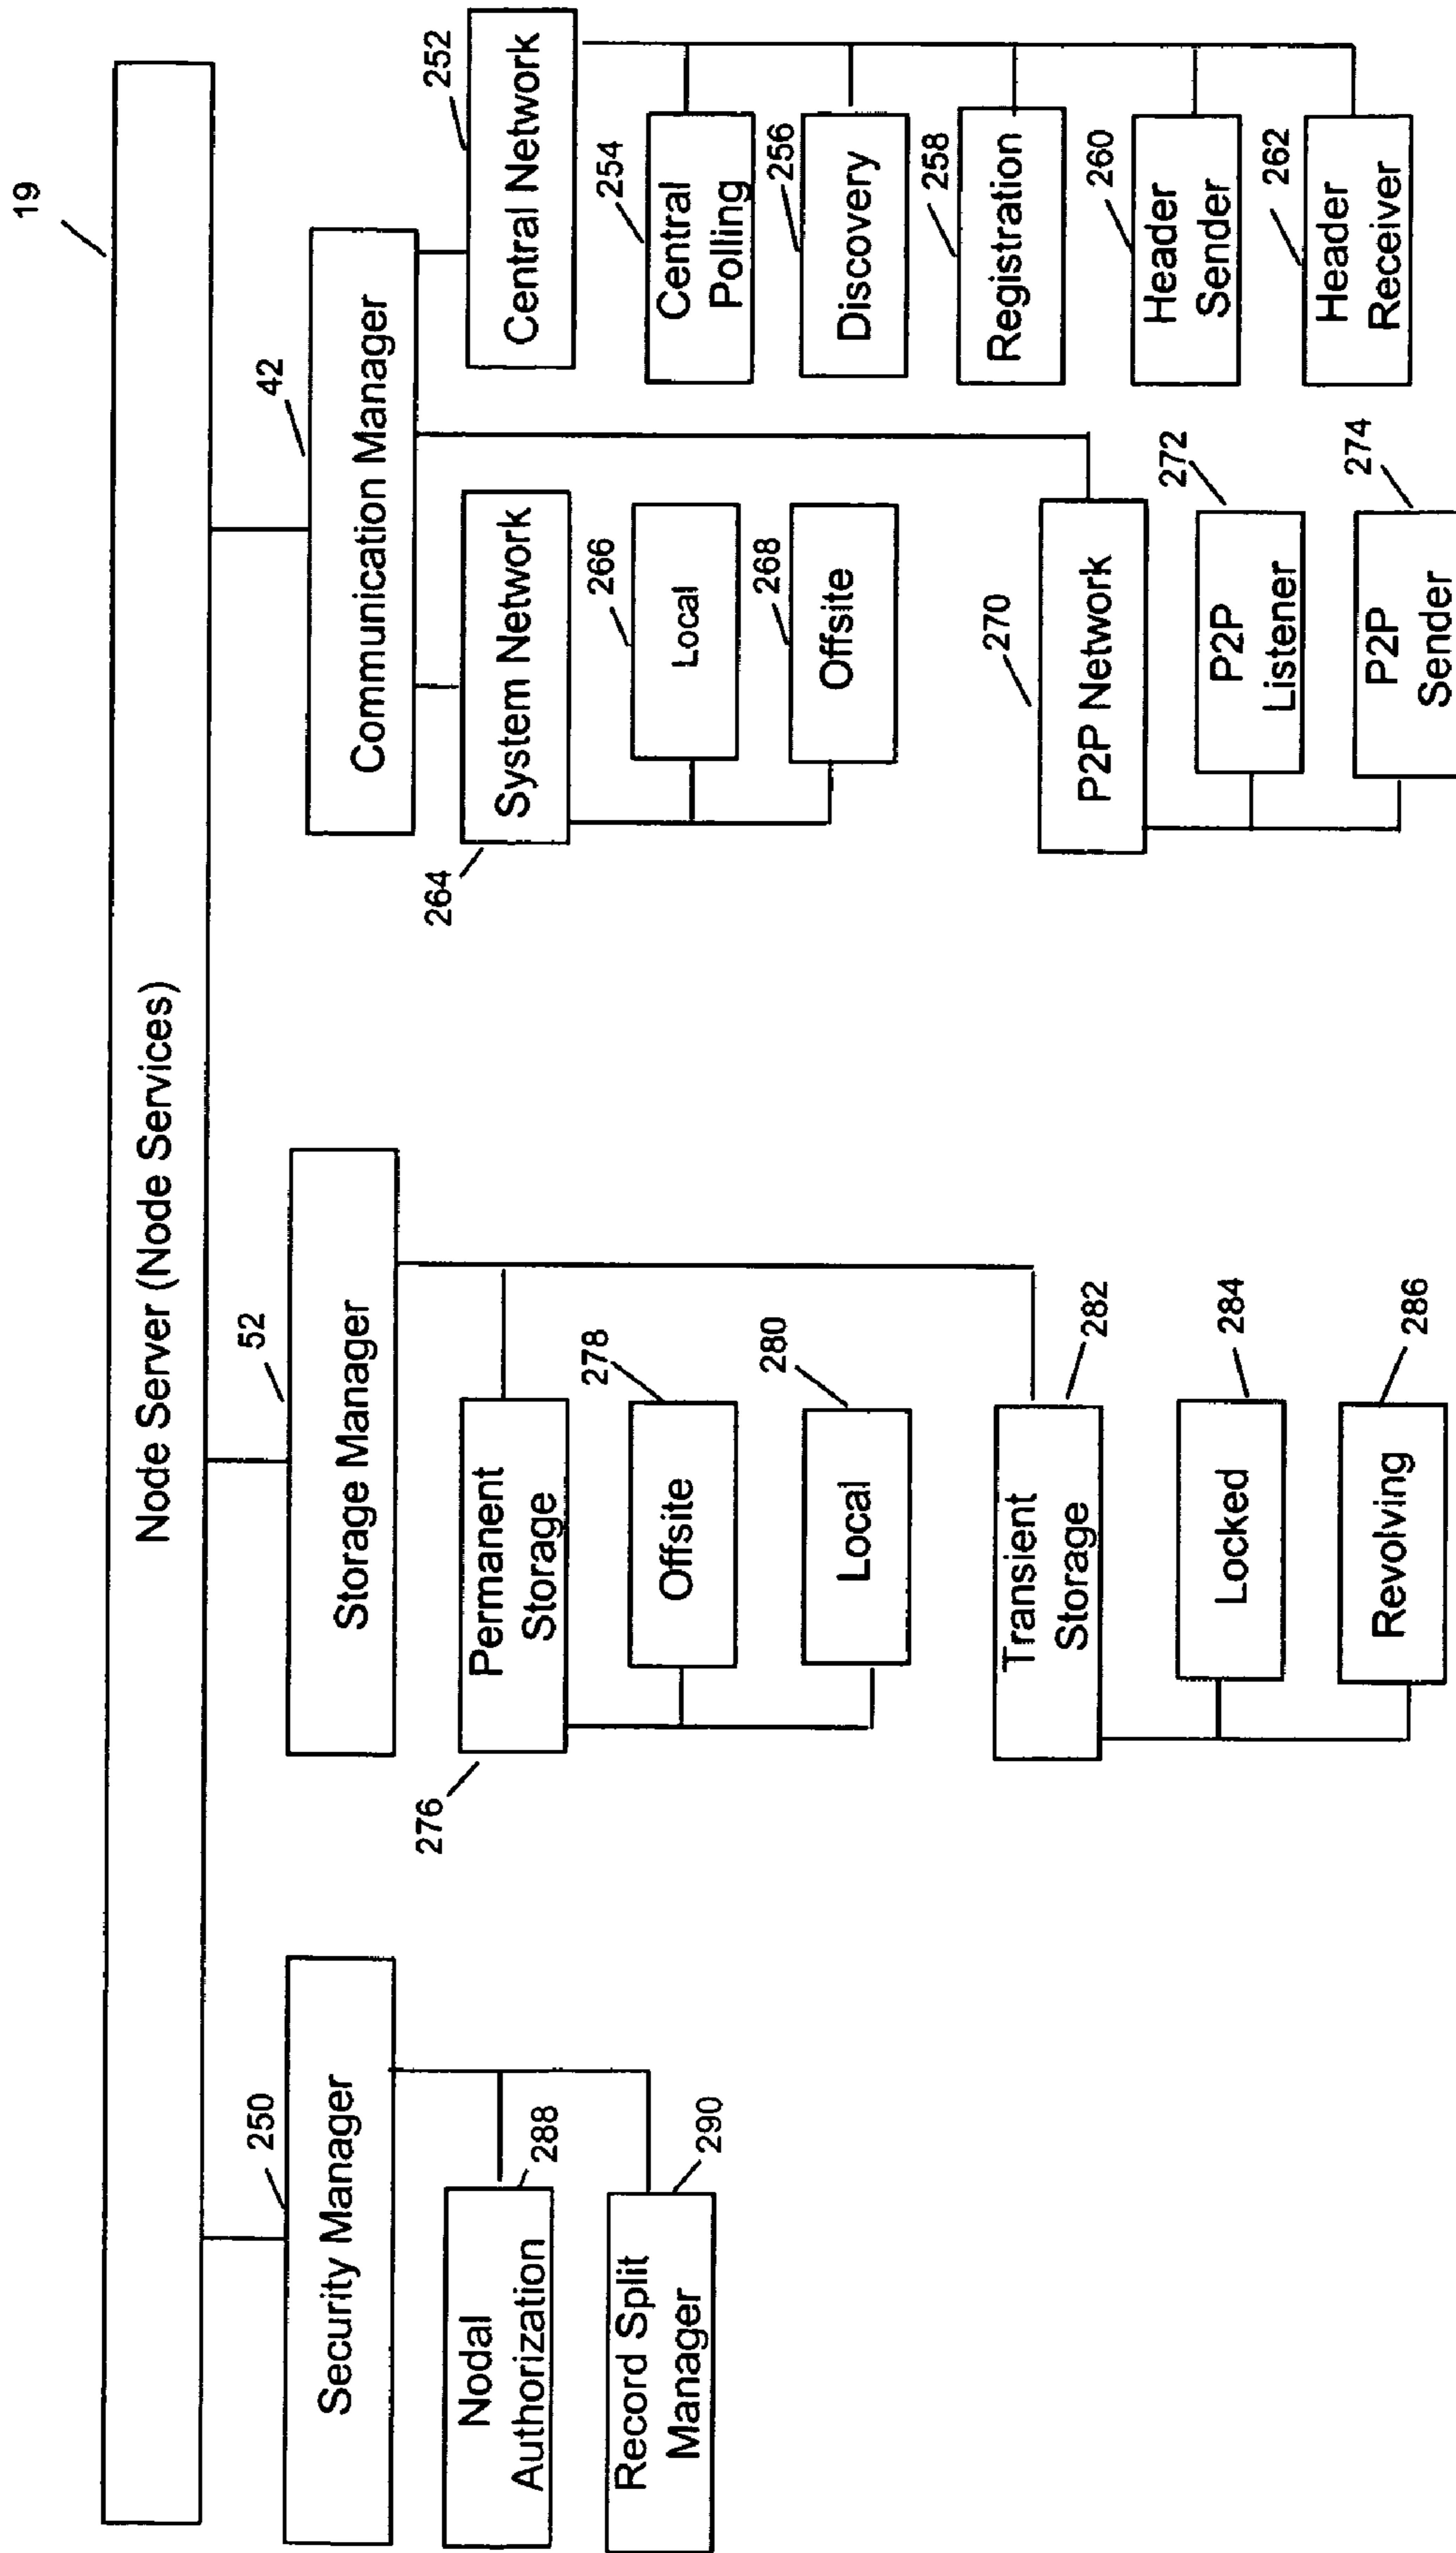 19
Node Server (Node Services)
250
Security Manager
288
Nodal
Authorization
290
Record Split
Manager
52
Storage Manager
276
Permanent
Storage
278
Offsite
280
Local
282
Transient
Storage
284
Locked
286
Revolving
42
Communication Manager
264
System Network
266
Local
268
Offsite
270
P2P Network
272
P2P
Listener
274
P2P
Sender
252
Central Network
254
Central
Polling
256
Discovery
258
Registration
260
Header
Sender
262
Header
Receiver